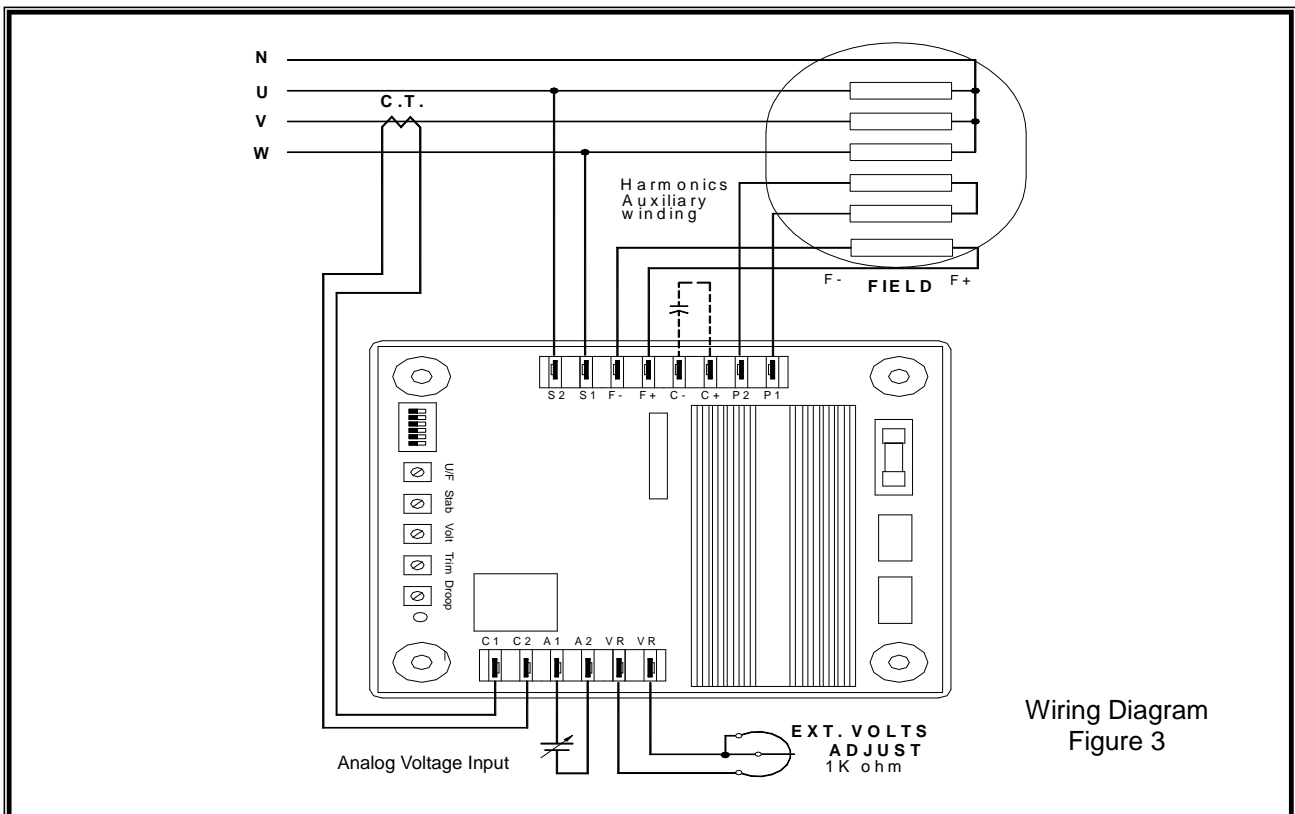 N
U
C.T.
V
W
Harmonics
Auxiliary
winding
F- FIELD F+
S2 S1 F- F+ C- C+ P2 P1
U/F
Stab
Volt
Trim
Droop
C1 C2 A1 A2 VR VR
Analog Voltage Input
EXT. VOLTS
ADJUST
1K ohm
Wiring Diagram
Figure 3